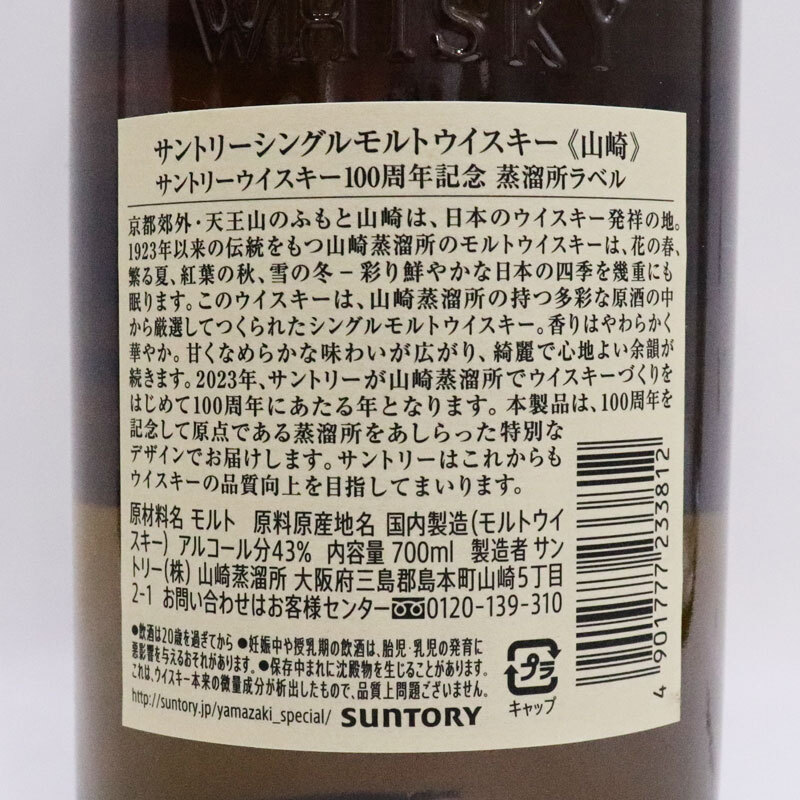 WHISKY
サントリーシングルモルトウイスキー《山崎》
サントリーウイスキー100周年記念 蒸溜所ラベル
京都郊外・天王山のふもと山崎は、日本のウイスキー発祥の地。
1923年以来の伝統をもつ山崎蒸溜所のモルトウイスキーは、花の春、
繁る夏、紅葉の秋、雪の冬－彩り鮮やかな日本の四季を幾重にも
眠ります。このウイスキーは、山崎蒸溜所の持つ多彩な原酒の中
から厳選してつくられたシングルモルトウイスキー。香りはやわらかく
華やか。甘くなめらかな味わいが広がり、綺麗で心地よい余韻が
続きます。2023年、サントリーが山崎蒸溜所でウイスキーづくりを
はじめて100周年にあたる年となります。本製品は、100周年を
記念して原点である蒸溜所をあしらった特別な
デザインでお届けします。サントリーはこれからも
ウイスキーの品質向上を目指してまいります。
原材料名 モルト 原料原産地名 国内製造(モルトウイ
スキー) アルコール分43% 内容量 700ml 製造者 サン
トリー(株) 山崎蒸溜所 大阪府三島郡島本町山崎5丁目
2-1 お問い合わせはお客様センター 0120-139-310
●飲酒は20歳を過ぎてから ●妊娠中や授乳期の飲酒は、胎児・乳児の発育に
悪影響を与えるおそれがあります。●保存中まれに沈殿物を生じることがあります。
これは、ウイスキー本来の微量成分が析出したもので、品質上問題ございません。
http://suntory.jp/yamazaki_special/ SUNTORY
プラ
キャップ
4 901777 233812